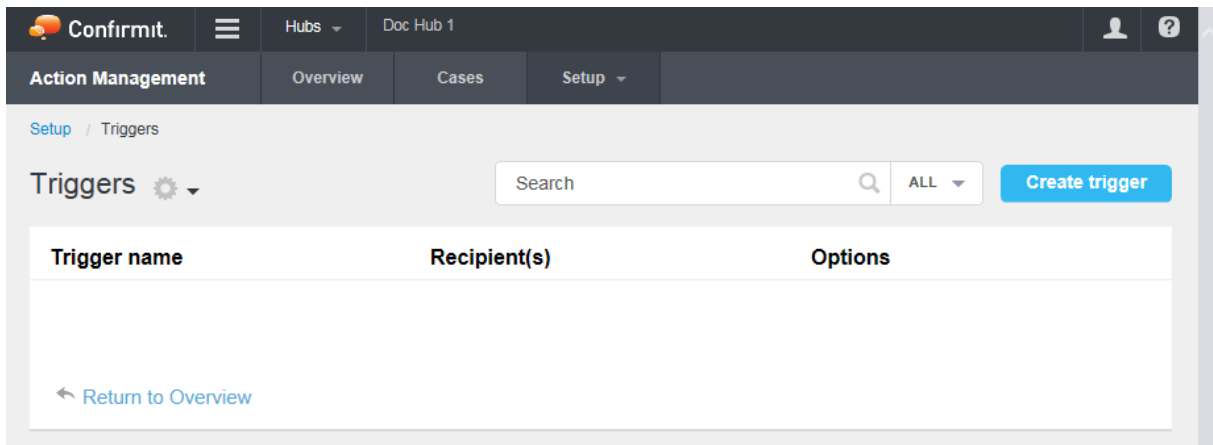 Confirmit. Hubs Doc Hub 1 ?
Action Management Overview Cases Setup
Setup / Triggers
Triggers Search ALL Create trigger
Trigger name Recipient(s) Options
Return to Overview